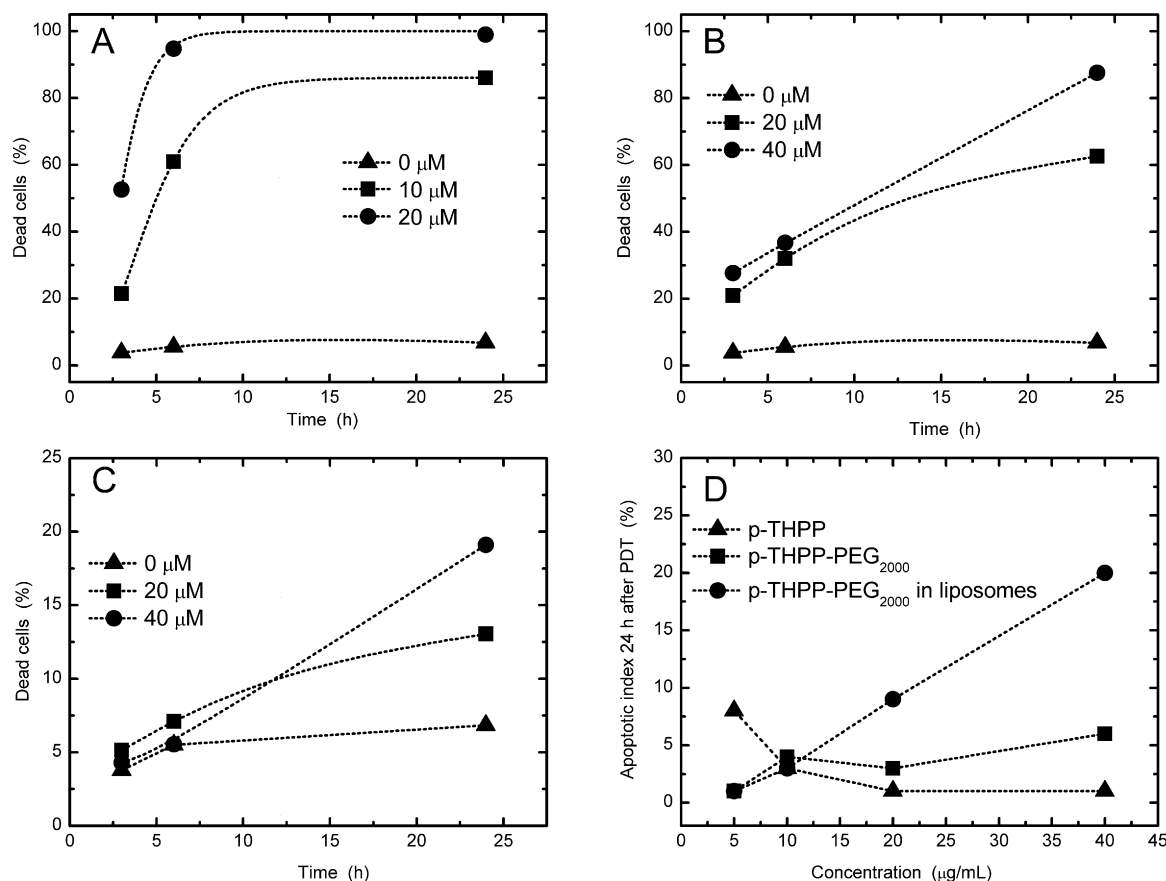 A
100
80
60
40
20
0
Dead cells (%)
0 μM
10 μM
20 μM
0 5 10 15 20 25
Time (h)
B
100
80
60
40
20
0
Dead cells (%)
0 μM
20 μM
40 μM
0 5 10 15 20 25
Time (h)
C
25
20
15
10
5
0
Dead cells (%)
0 μM
20 μM
40 μM
0 5 10 15 20 25
Time (h)
D
30
25
20
15
10
5
0
Apoptotic index 24 h after PDT (%)
p-THPP
p-THPP-PEG2000
p-THPP-PEG2000 in liposomes
0 5 10 15 20 25 30 35 40 45
Concentration (μg/mL)